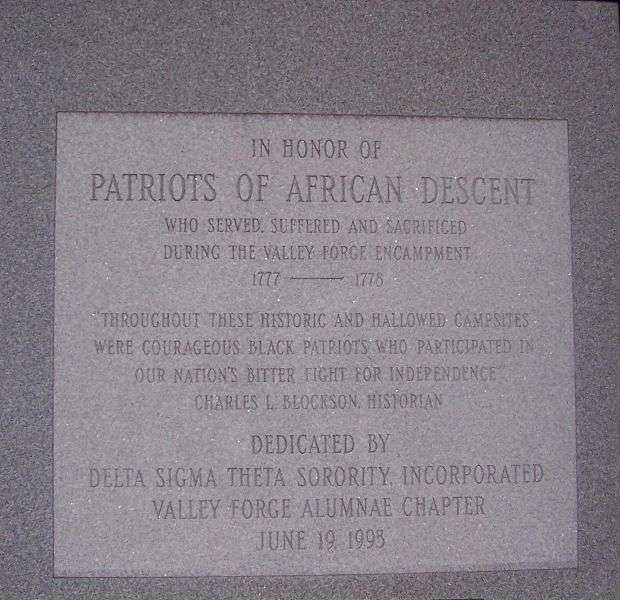 IN HONOR OF
PATRIOTS OF AFRICAN DESCENT
WHO SERVED, SUFFERED AND SACRIFICED
DURING THE VALLEY FORGE ENCAMPMENT
1777 — 1778
"THROUGHOUT THESE HISTORIC AND HALLOWED CAMPSITES
WERE COURAGEOUS BLACK PATRIOTS WHO PARTICIPATED IN
OUR NATION'S BITTER FIGHT FOR INDEPENDENCE"
CHARLES L. BLOCKSON, HISTORIAN
DEDICATED BY
DELTA SIGMA THETA SORORITY, INCORPORATED
VALLEY FORGE ALUMNAE CHAPTER
JUNE 19, 1993